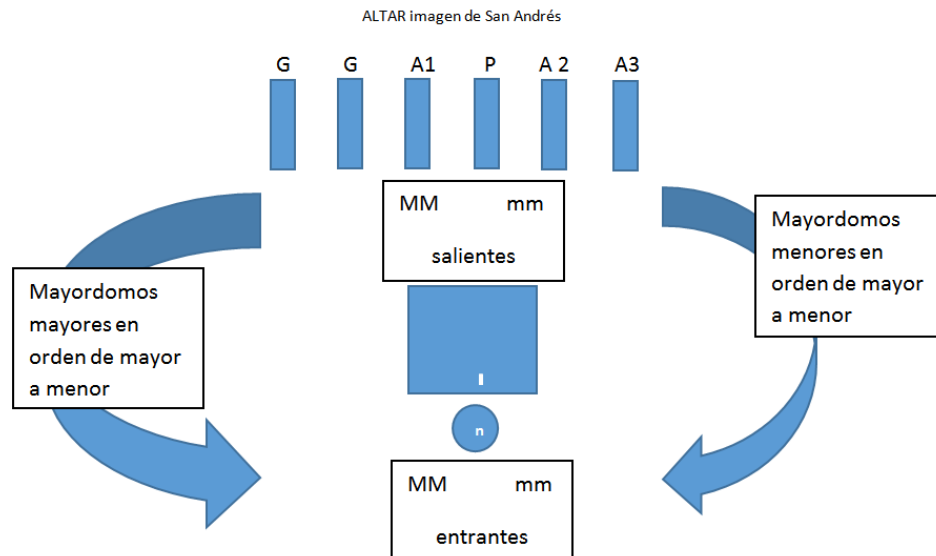 ALTAR imagen de San Andrés
G G A1 P A 2 A3
MM mm
salientes
Mayordomos
menores en
orden de mayor
a menor
Mayordomos
mayores en
orden de mayor
a menor
I
n
MM mm
entrantes